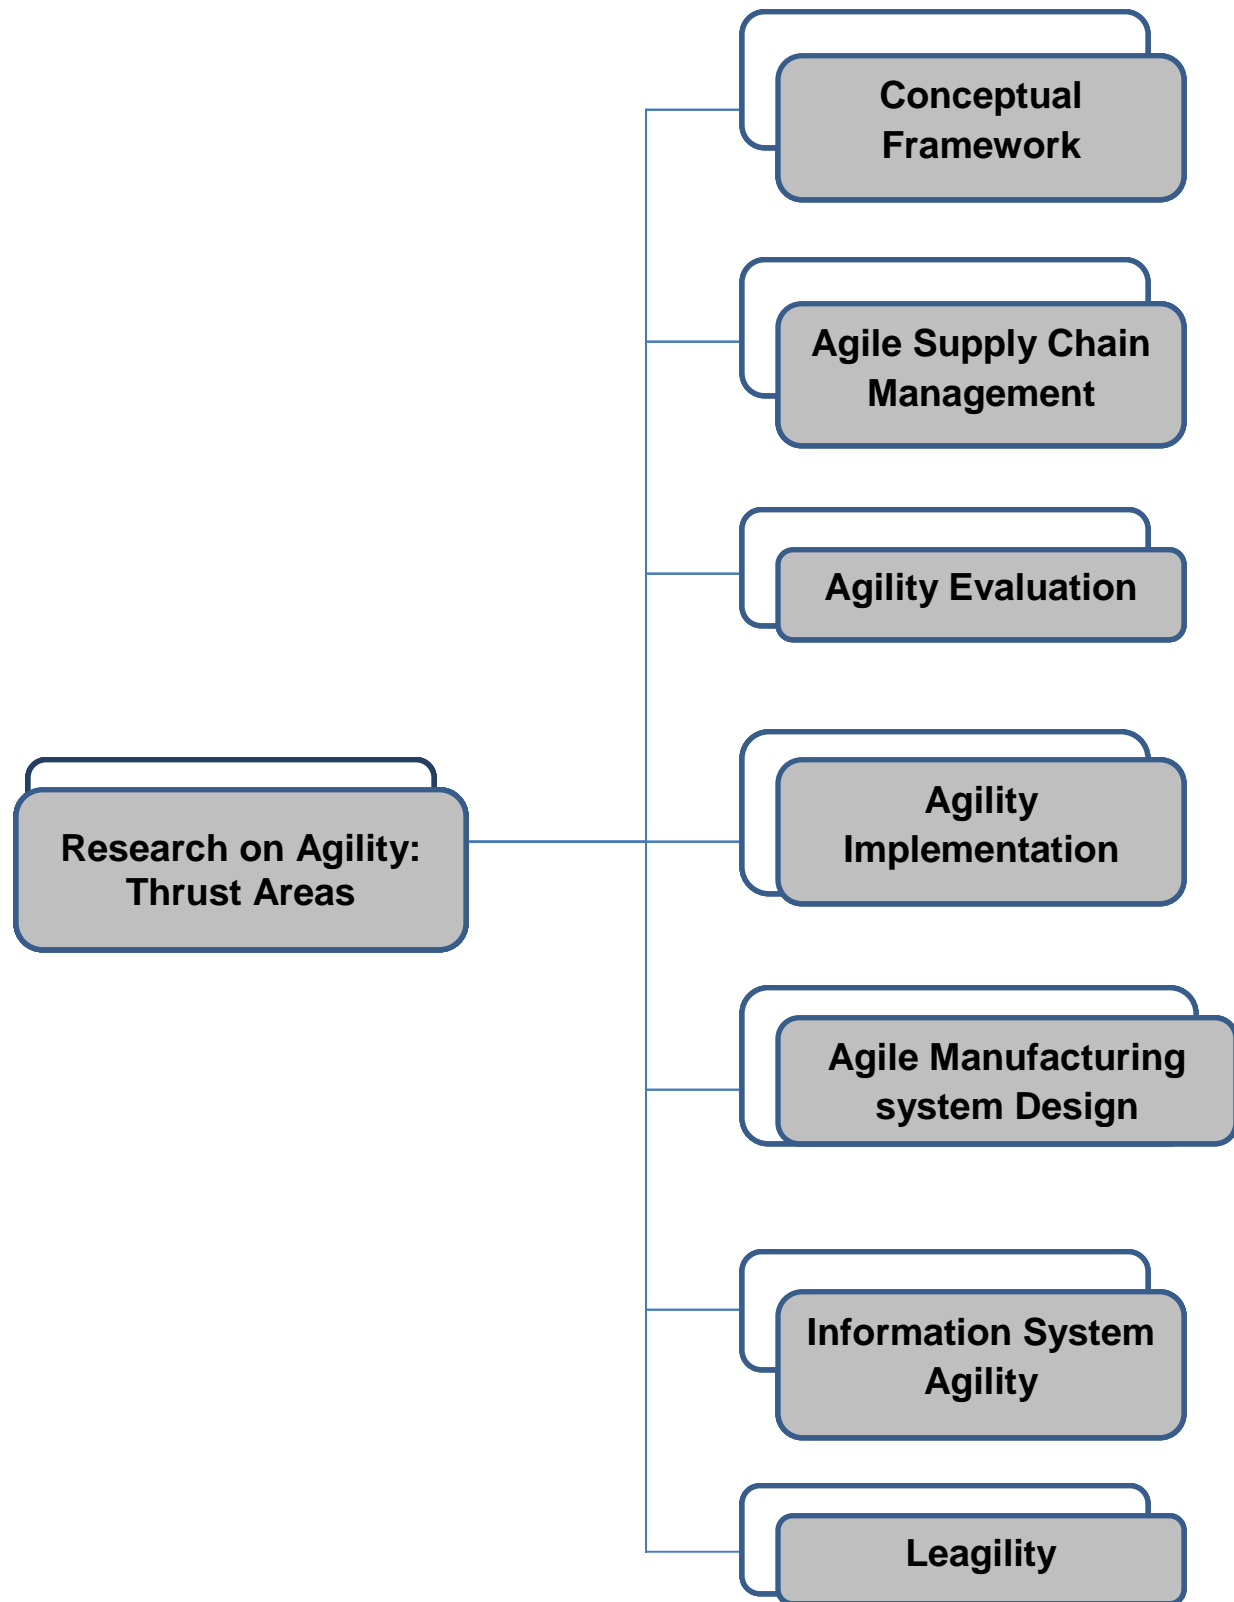 Conceptual
Framework
Agile Supply Chain
Management
Agility Evaluation
Agility
Implementation
Research on Agility:
Thrust Areas
Agile Manufacturing
system Design
Information System
Agility
Leagility